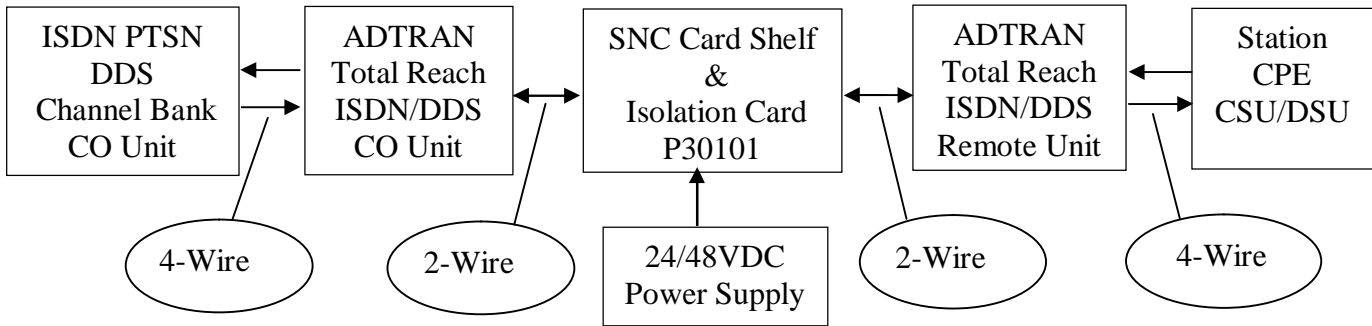 ISDN PTSN
DDS
Channel Bank
CO Unit
ADTRAN
Total Reach
ISDN/DDS
CO Unit
SNC Card Shelf
&
Isolation Card
P30101
ADTRAN
Total Reach
ISDN/DDS
Remote Unit
Station
CPE
CSU/DSU
4-Wire
2-Wire
24/48VDC
Power Supply
2-Wire
4-Wire